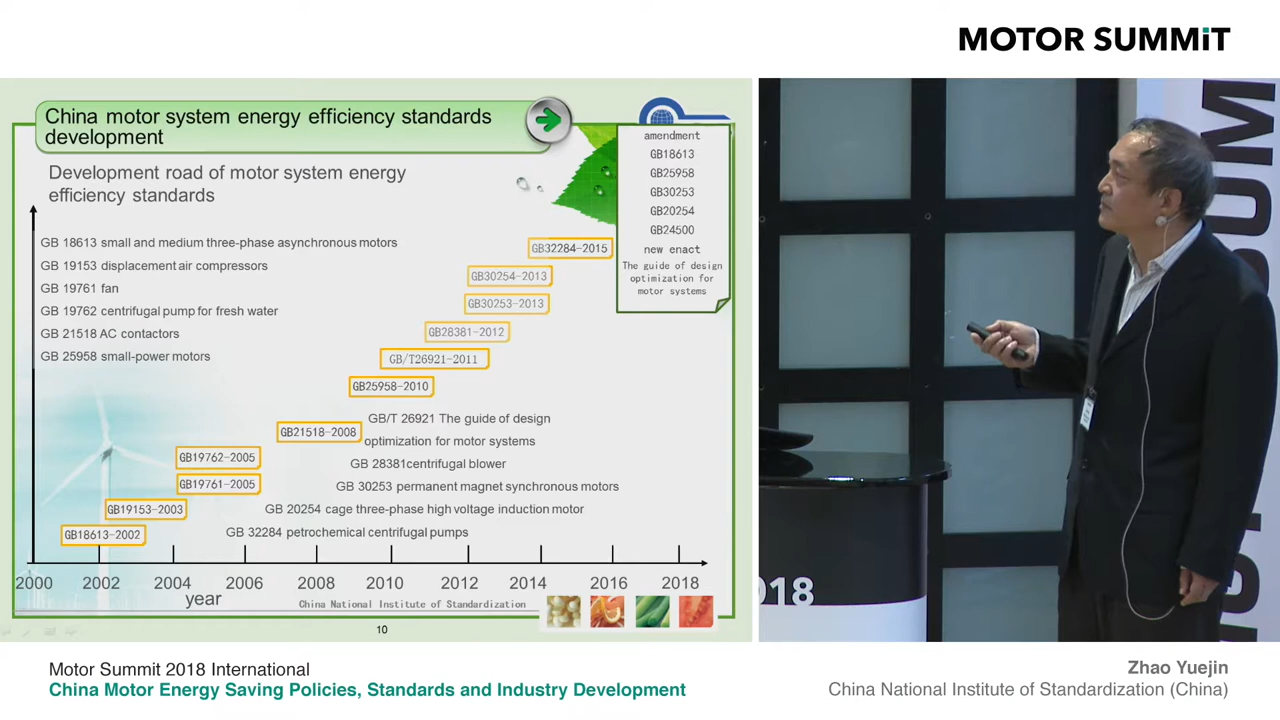 MOTOR SUMMiT
China motor system energy efficiency standards
development
Development road of motor system energy
efficiency standards
amendment
GB18613
GB25958
GB30253
GB20254
GB24500
new enact
The guide of design
optimization for
motor systems
GB 18613 small and medium three-phase asynchronous motors
GB 19153 displacement air compressors
GB 19761 fan
GB 19762 centrifugal pump for fresh water
GB 21518 AC contactors
GB 25958 small-power motors
GB32284-2015
GB30254-2013
GB30253-2013
GB28381-2012
GB/T26921-2011
GB25958-2010
GB21518-2008
GB19762-2005
GB19761-2005
GB19153-2003
GB18613-2002
GB/T 26921 The guide of design
optimization for motor systems
GB 28381centrifugal blower
GB 30253 permanent magnet synchronous motors
GB 20254 cage three-phase high voltage induction motor
GB 32284 petrochemical centrifugal pumps
2000 2002 2004 2006 2008 2010 2012 2014 2016 2018
year
China National Institute of Standardization
10
SUM
M
018
Motor Summit 2018 International
China Motor Energy Saving Policies, Standards and Industry Development
Zhao Yuejin
China National Institute of Standardization (China)